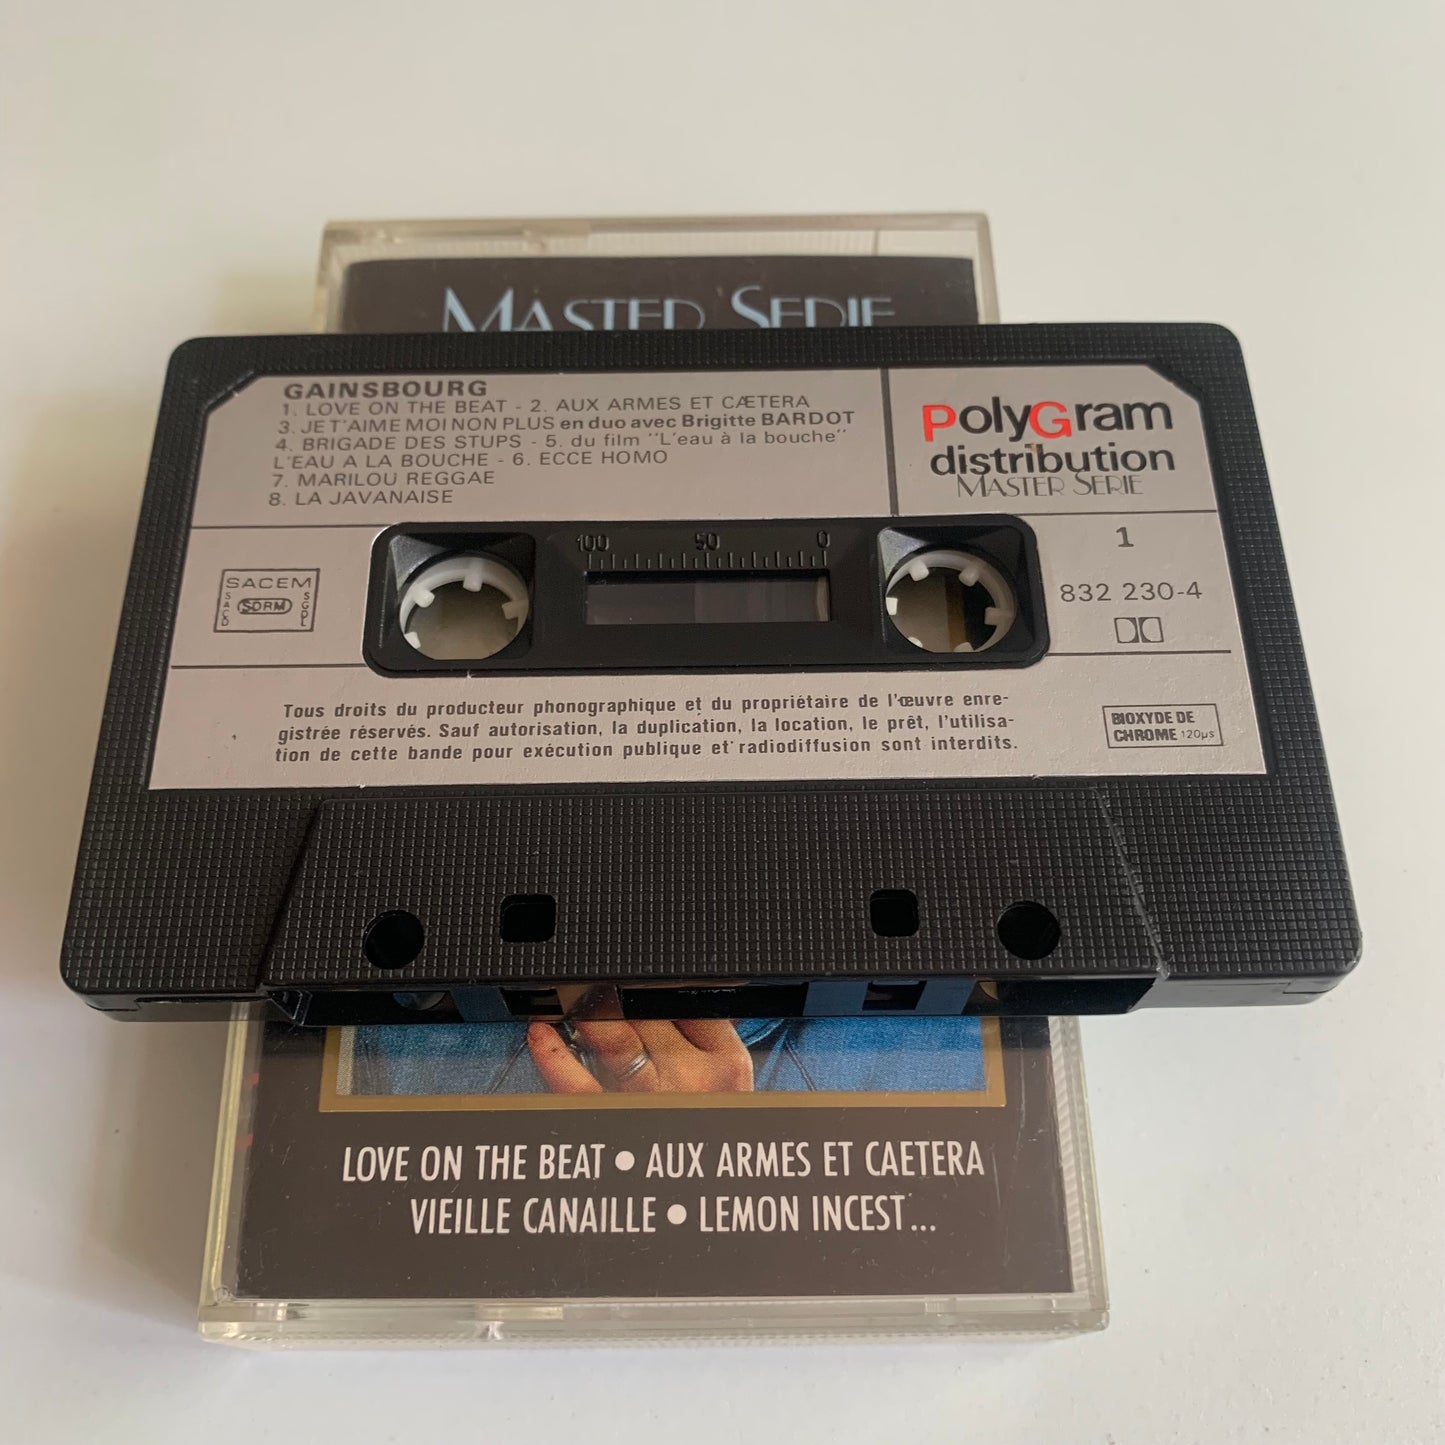 MASTER SERIE
GAINSBOURG
1. LOVE ON THE BEAT - 2. AUX ARMES ET CÆTERA
3. JE T'AIME MOI NON PLUS en duo avec Brigitte BARDOT
4. BRIGADE DES STUPS - 5. du film "L'eau à la bouche"
L'EAU A LA BOUCHE - 6. ECCE HOMO
7. MARILOU REGGAE
8. LA JAVANAISE
PolyGram
distribution
MASTER SERIE
100 50 0
1
832 230-4
SACEM
SACD
SDRM
SGDL
Tous droits du producteur phonographique et du propriétaire de l'œuvre enre-
gistrée réservés. Sauf autorisation, la duplication, la location, le prêt, l'utilisa-
tion de cette bande pour exécution publique et radiodiffusion sont interdits.
BIOXYDE DE
CHROME 120µs
LOVE ON THE BEAT • AUX ARMES ET CAETERA
VIEILLE CANAILLE • LEMON INCEST...